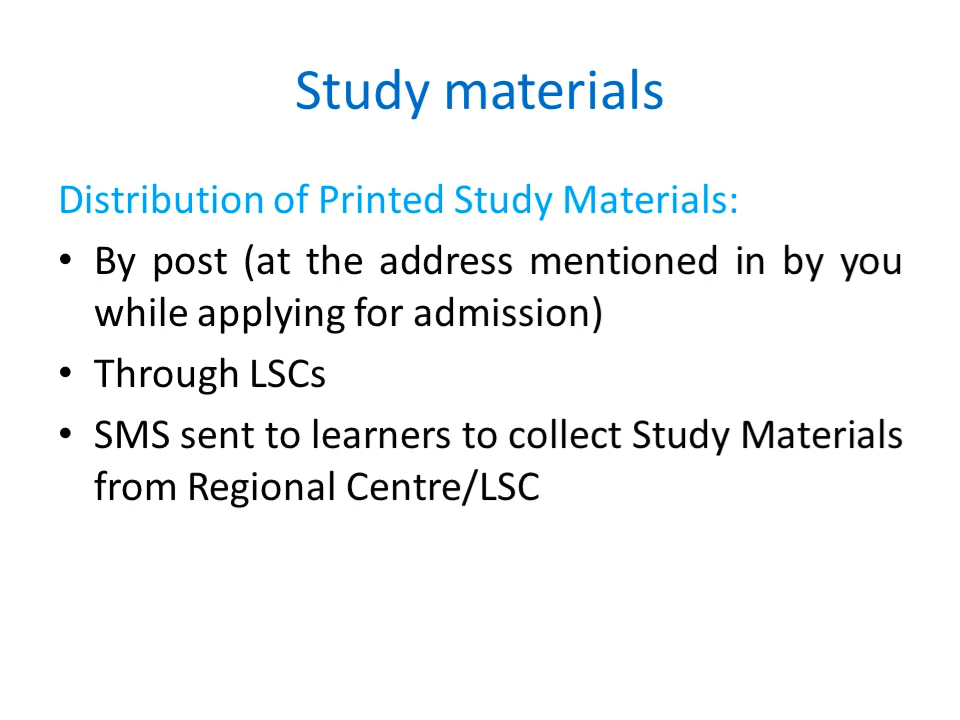 Study materials
Distribution of Printed Study Materials:
• By post (at the address mentioned in by you
while applying for admission)
• Through LSCs
• SMS sent to learners to collect Study Materials
from Regional Centre/LSC